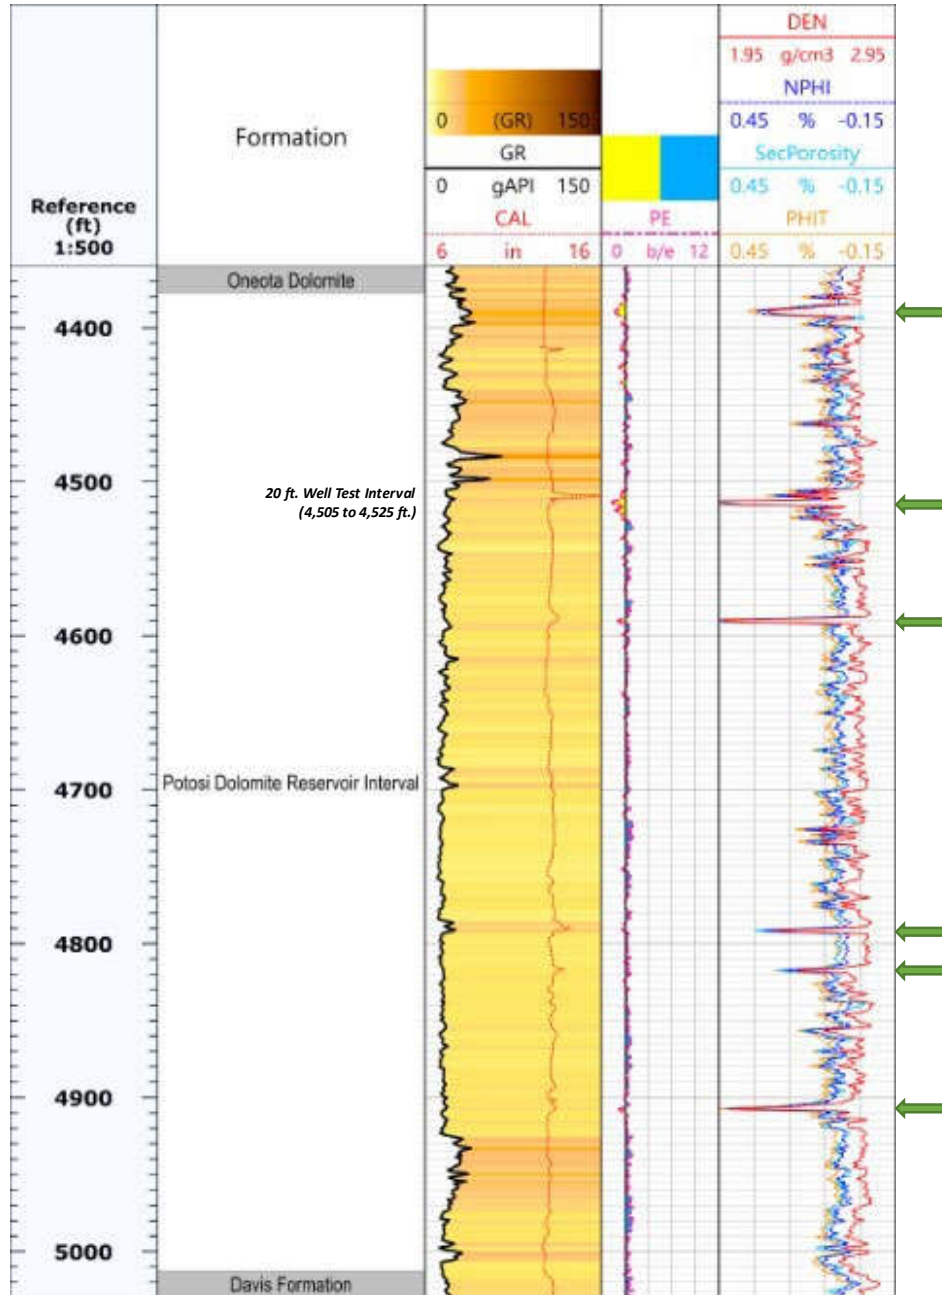 DEN
1.95 g/cm3 2.95
NPHI
0.45 % -0.15
SecPorosity
0.45 % -0.15
PHIT
0.45 % -0.15
0 (GR) 150
GR
0 gAPI 150
CAL
6 in 16
PE
0 b/e 12
Formation
Reference
(ft)
1:500
Oneota Dolomite
4400
4500
20 ft. Well Test Interval
(4,505 to 4,525 ft.)
4600
4700
Potosi Dolomite Reservoir Interval
4800
4900
5000
Davis Formation